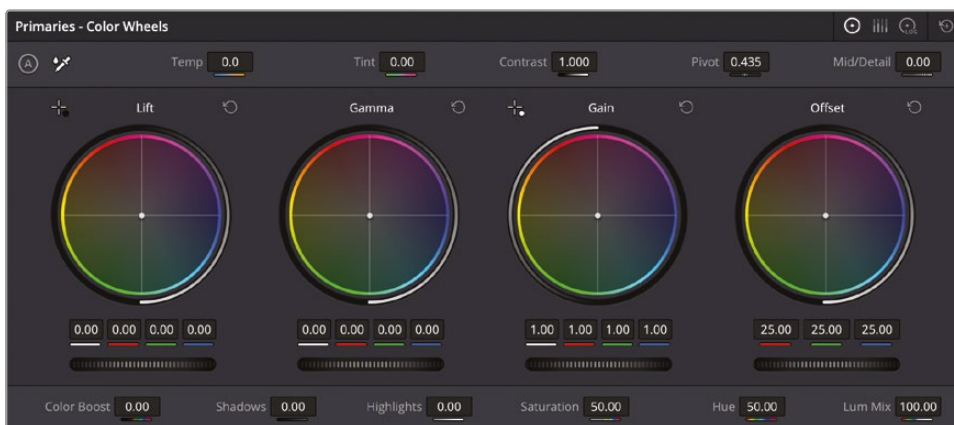 Primaries - Color Wheels
LOG
A
Temp 0.0 Tint 0.00 Contrast 1.000 Pivot 0.435 Mid/Detail 0.00
Lift Gamma Gain Offset
0.00 0.00 0.00 0.00 0.00 0.00 0.00 0.00 1.00 1.00 1.00 1.00 25.00 25.00 25.00
Color Boost 0.00 Shadows 0.00 Highlights 0.00 Saturation 50.00 Hue 50.00 Lum Mix 100.00